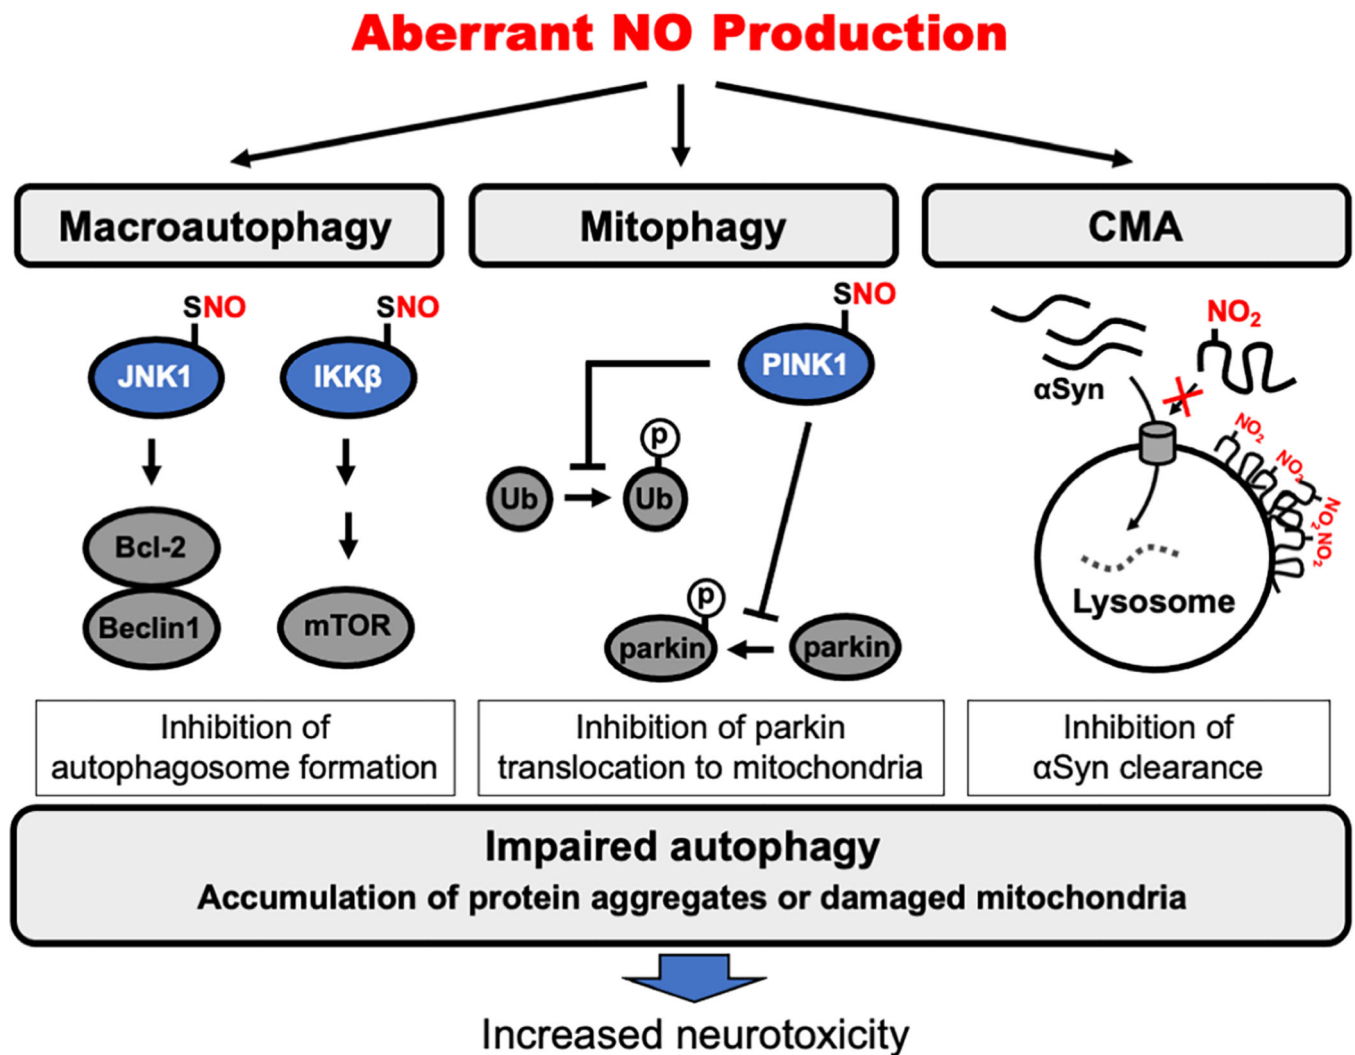 Aberrant NO Production
Macroautophagy
Mitophagy
CMA
SNO
JNK1
Bcl-2
Beclin1
SNO
IKKβ
mTOR
SNO
PINK1
Ub
p
Ub
p
parkin
parkin
αSyn
NO₂
NO₂
NO₂
NO₂
NO₂
Lysosome
Inhibition of
autophagosome formation
Inhibition of parkin
translocation to mitochondria
Inhibition of
αSyn clearance
Impaired autophagy
Accumulation of protein aggregates or damaged mitochondria
Increased neurotoxicity